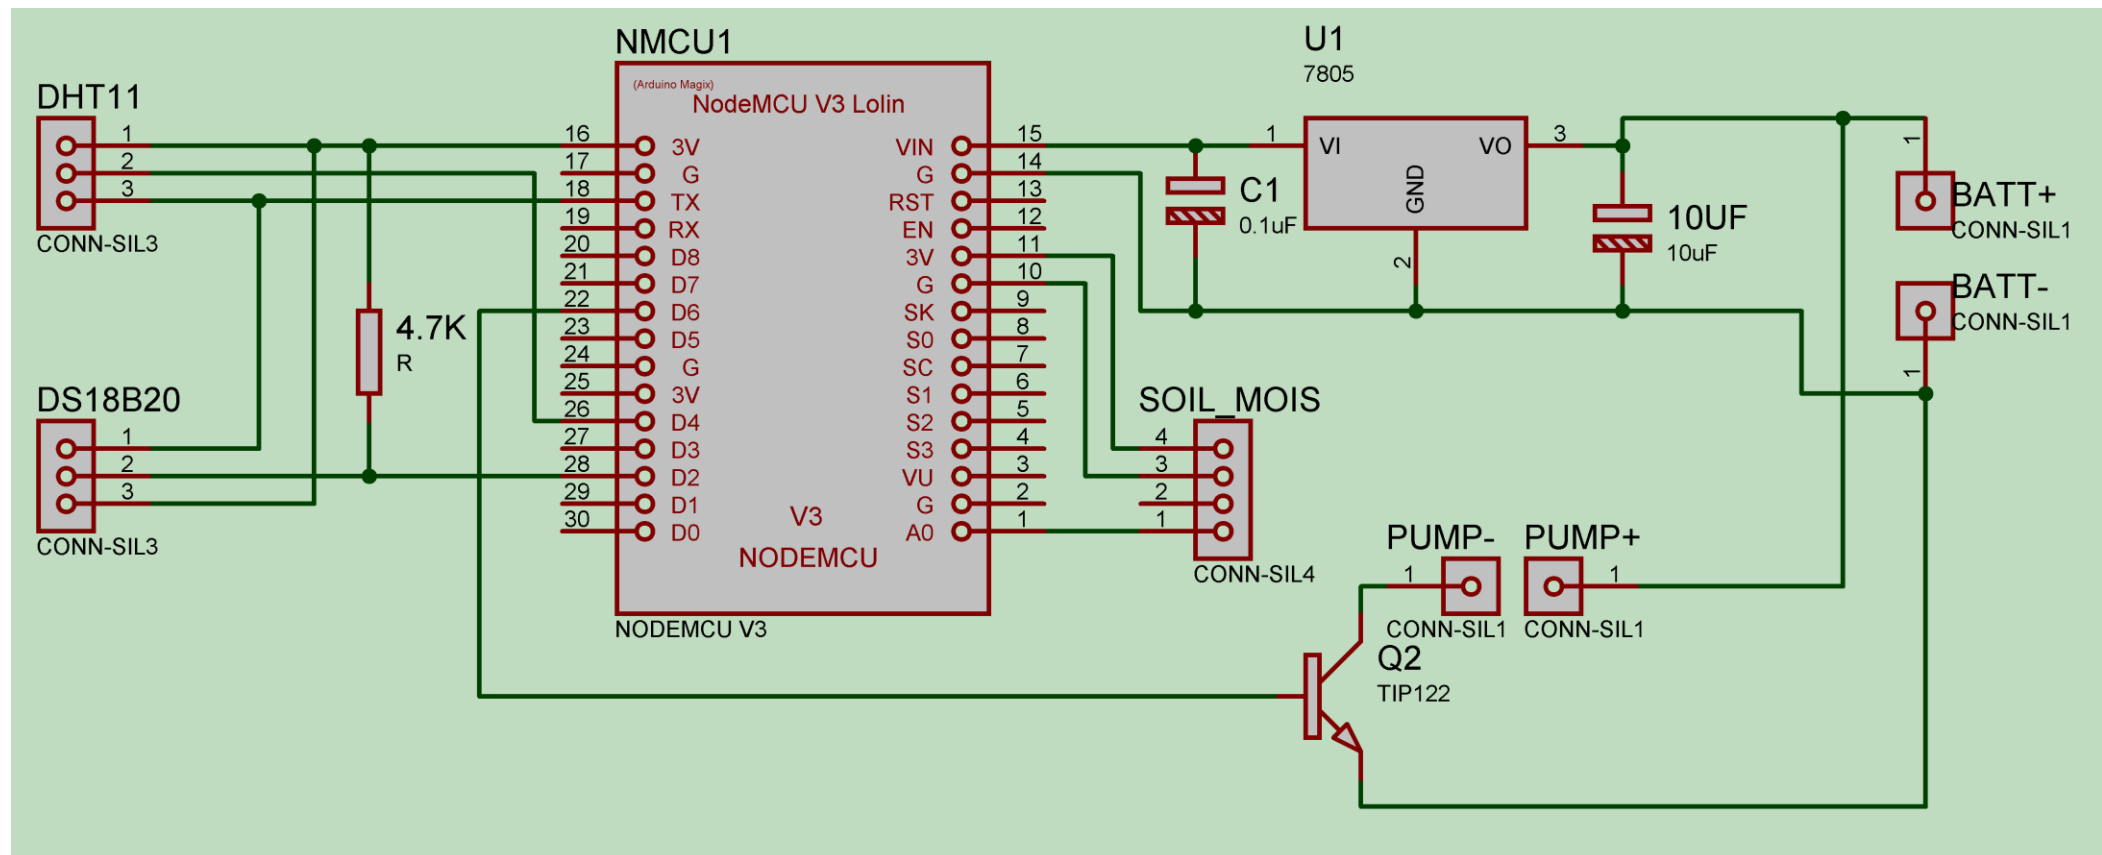 NMCU1
(Arduino Magix)
NodeMCU V3 Lolin
V3
NODEMCU
NODEMCU V3
16 3V
17 G
18 TX
19 RX
20 D8
21 D7
22 D6
23 D5
24 G
25 3V
26 D4
27 D3
28 D2
29 D1
30 D0
VIN 15
G 14
RST 13
EN 12
3V 11
G 10
SK 9
S0 8
SC 7
S1 6
S2 5
S3 4
VU 3
G 2
A0 1
DHT11
1
2
3
CONN-SIL3
4.7K
R
DS18B20
1
2
3
CONN-SIL3
U1
7805
1 VI
VO 3
GND
2
C1
0.1uF
10UF
10uF
1
BATT+
CONN-SIL1
BATT-
CONN-SIL1
1
SOIL_MOIS
4
3
2
1
CONN-SIL4
PUMP-
1
CONN-SIL1
PUMP+
1
CONN-SIL1
Q2
TIP122